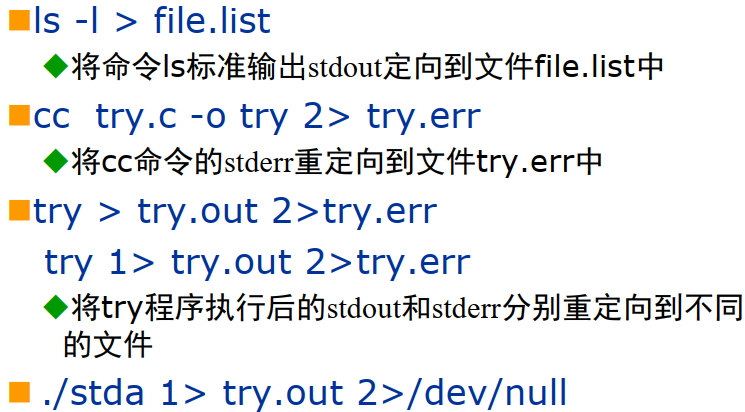 ls -l > file.list
将命令ls标准输出stdout定向到文件file.list中
cc try.c -o try 2> try.err
将cc命令的stderr重定向到文件try.err中
try > try.out 2>try.err
try 1> try.out 2>try.err
将try程序执行后的stdout和stderr分别重定向到不同
的文件
./stda 1> try.out 2>/dev/null